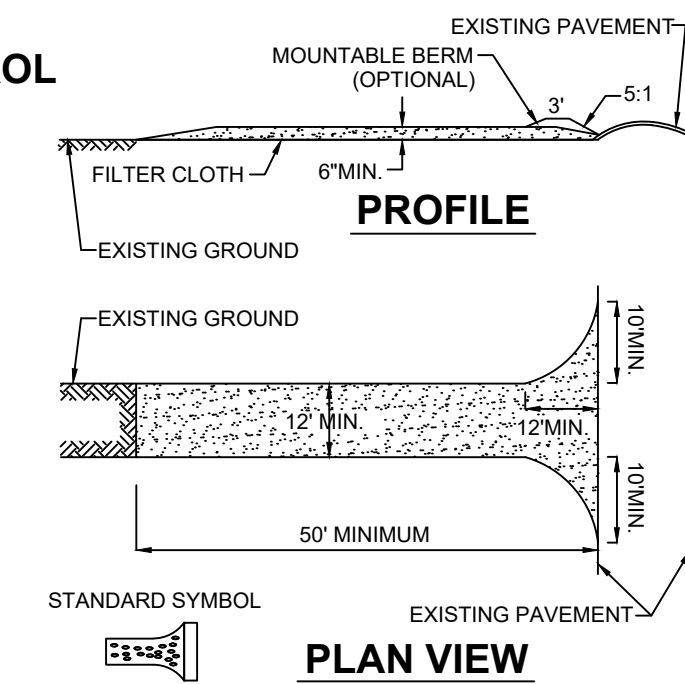 EXISTING PAVEMENT
MOUNTABLE BERM
(OPTIONAL)
3'
5:1
FILTER CLOTH
6"MIN.
PROFILE
EXISTING GROUND
EXISTING GROUND
10'MIN.
12' MIN.
12'MIN.
10'MIN.
50' MINIMUM
STANDARD SYMBOL
EXISTING PAVEMENT
PLAN VIEW